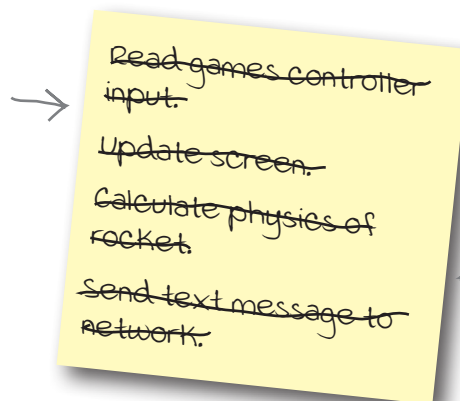 Read games controller
input.
Update screen.
Calculate physics of
rocket.
Send text message to
network.